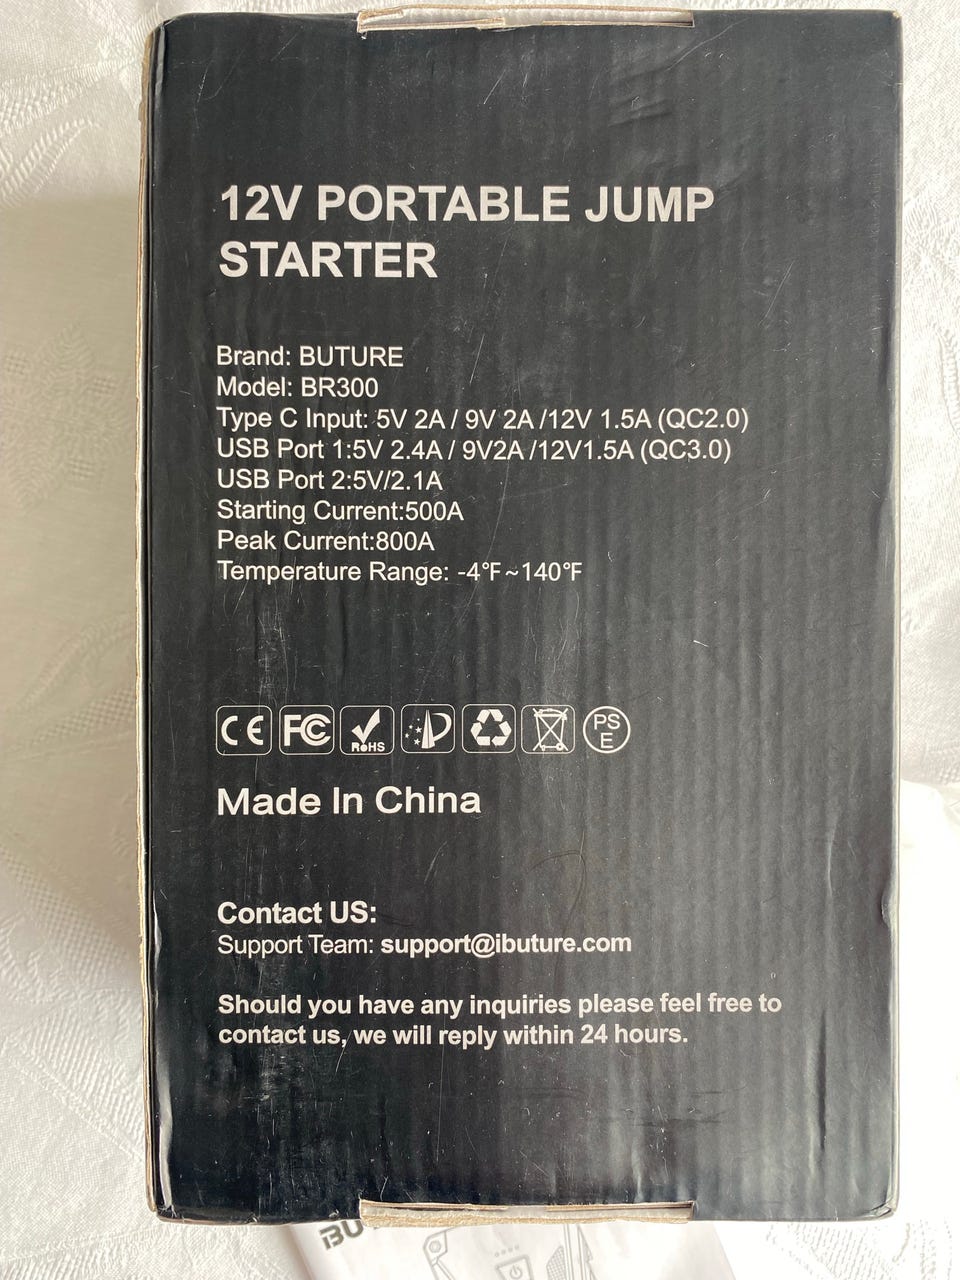 12V PORTABLE JUMP
STARTER
Brand: BUTURE
Model: BR300
Type C Input: 5V 2A / 9V 2A /12V 1.5A (QC2.0)
USB Port 1:5V 2.4A / 9V2A /12V1.5A (QC3.0)
USB Port 2:5V/2.1A
Starting Current:500A
Peak Current:800A
Temperature Range: -4°F~140°F
CE FC RoHS PS
E
Made In China
Contact US:
Support Team: support@ibuture.com
Should you have any inquiries please feel free to
contact us, we will reply within 24 hours.